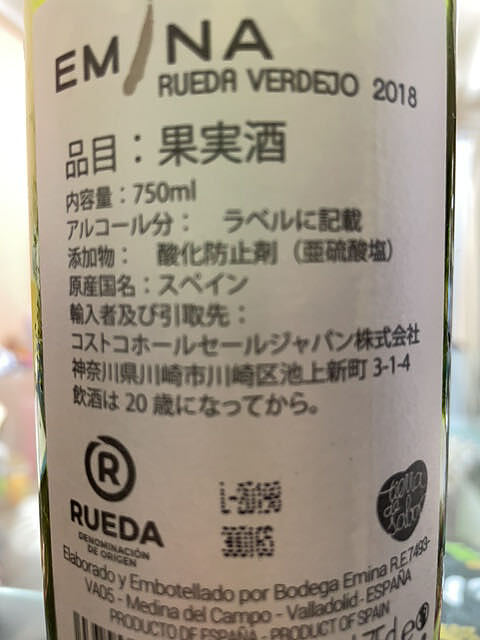 EMINA
RUEDA VERDEJO 2018
品目：果実酒
内容量：750ml
アルコール分： ラベルに記載
添加物： 酸化防止剤（亜硫酸塩）
原産国名：スペイン
輸入者及び引取先：
コストコホールセールジャパン株式会社
神奈川県川崎市川崎区池上新町 3-1-4
飲酒は 20 歳になってから。
R
RUEDA
DENOMINACIÓN
DE ORIGEN
tierra
de
sabor
Elaborado y Embotellado por Bodega Emina R.E.7493-
VA05 - Medina del Campo - Valladolid- ESPAÑA
PRODUCTO DE ESPAÑA - PRODUCT OF SPAIN